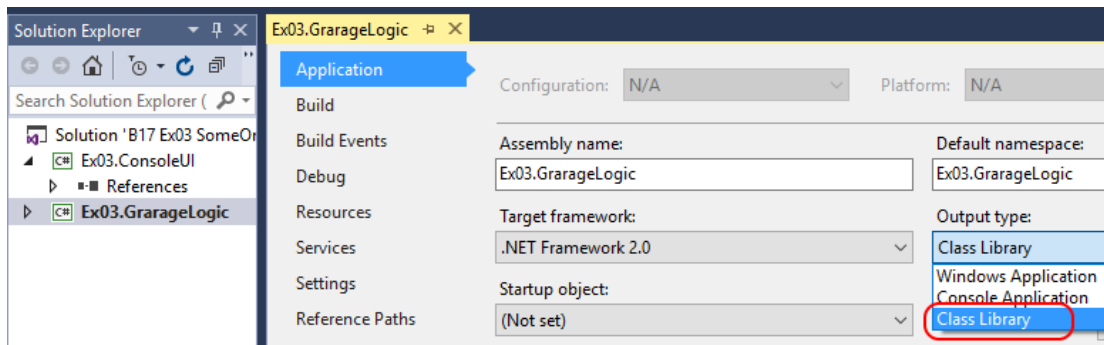 Solution Explorer
Search Solution Explorer (
Solution 'B17 Ex03 SomeOr
C# Ex03.ConsoleUI
References
C# Ex03.GrarageLogic
Ex03.GrarageLogic
Application
Build
Build Events
Debug
Resources
Services
Settings
Reference Paths
Configuration: N/A
Platform: N/A
Assembly name:
Ex03.GrarageLogic
Default namespace:
Ex03.GrarageLogic
Target framework:
.NET Framework 2.0
Output type:
Class Library
Windows Application
Console Application
Class Library
Startup object:
(Not set)